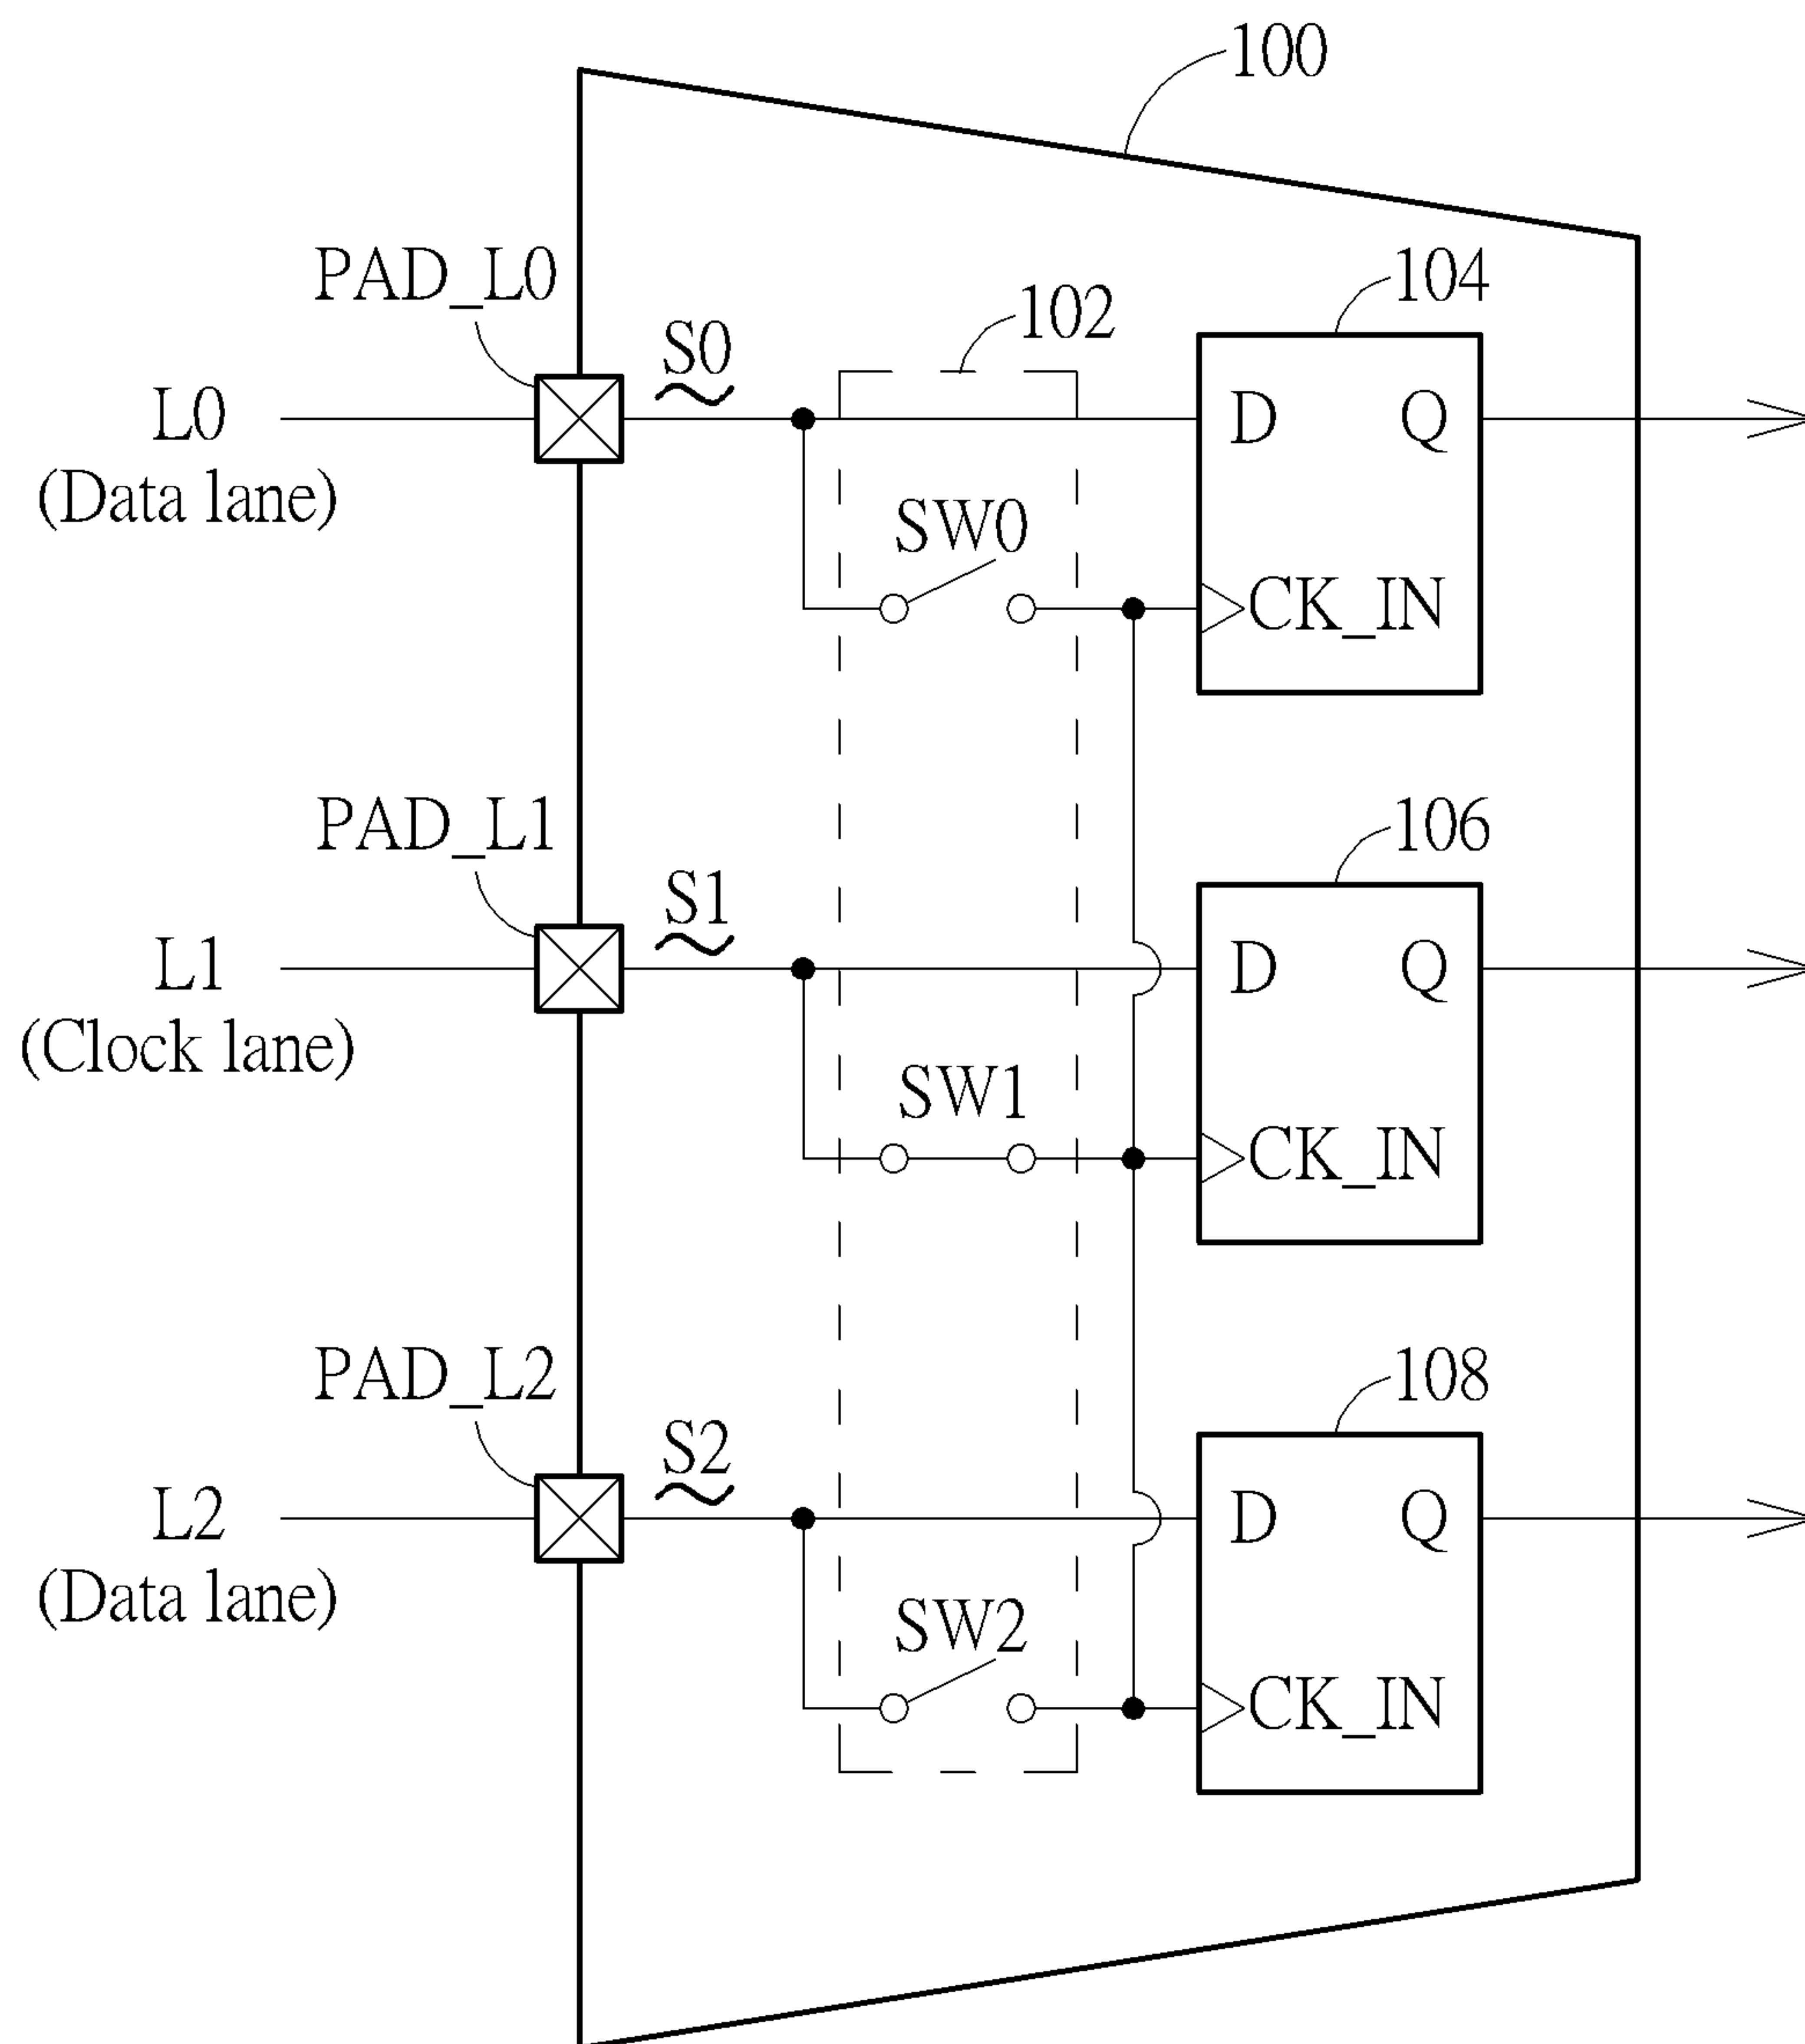 100
PAD_L0
S0
102
104
L0
(Data lane)
D
Q
SW0
CK_IN
PAD_L1
S1
106
L1
(Clock lane)
D
Q
SW1
CK_IN
PAD_L2
S2
108
L2
(Data lane)
D
Q
SW2
CK_IN